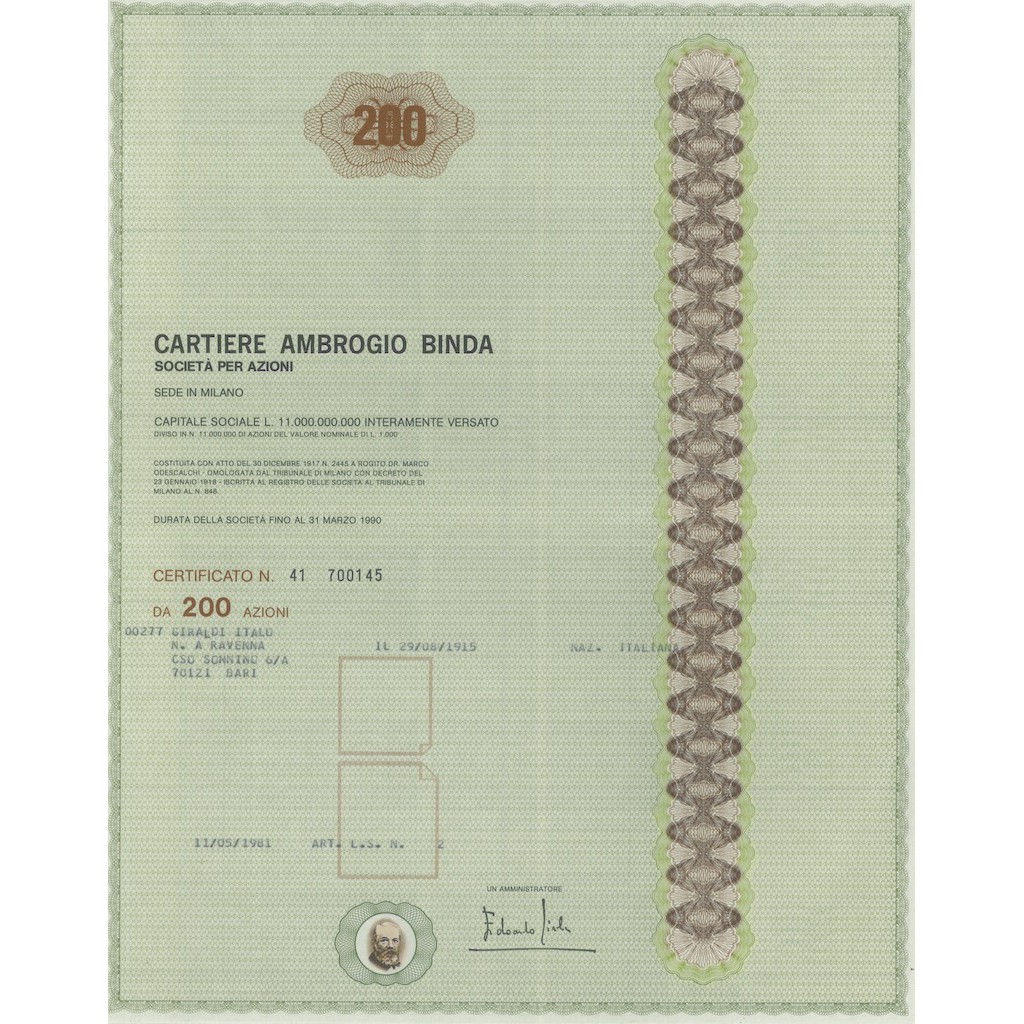 200
CARTIERE AMBROGIO BINDA
SOCIETÀ PER AZIONI
SEDE IN MILANO
CAPITALE SOCIALE L. 11.000.000.000 INTERAMENTE VERSATO
DIVISO IN N. 11.000.000 DI AZIONI DEL VALORE NOMINALE DI L. 1.000
COSTITUITA CON ATTO DEL 30 DICEMBRE 1917 N. 2445 A ROGITO DR. MARCO
ODESCALCHI - OMOLOGATA DAL TRIBUNALE DI MILANO CON DECRETO DEL
23 GENNAIO 1918 - ISCRITTA AL REGISTRO DELLE SOCIETÀ AL TRIBUNALE DI
MILANO AL N. 848.
DURATA DELLA SOCIETÀ FINO AL 31 MARZO 1990
CERTIFICATO N. 41 700145
DA 200 AZIONI
00277 GIRALDI ITALO
N. A RAVENNA IL 29/08/1915 NAZ. ITALIANA
CSO SONNINO 6/A
70121 BARI
11/05/1981 ART. L.S. N. 2
UN AMMINISTRATORE